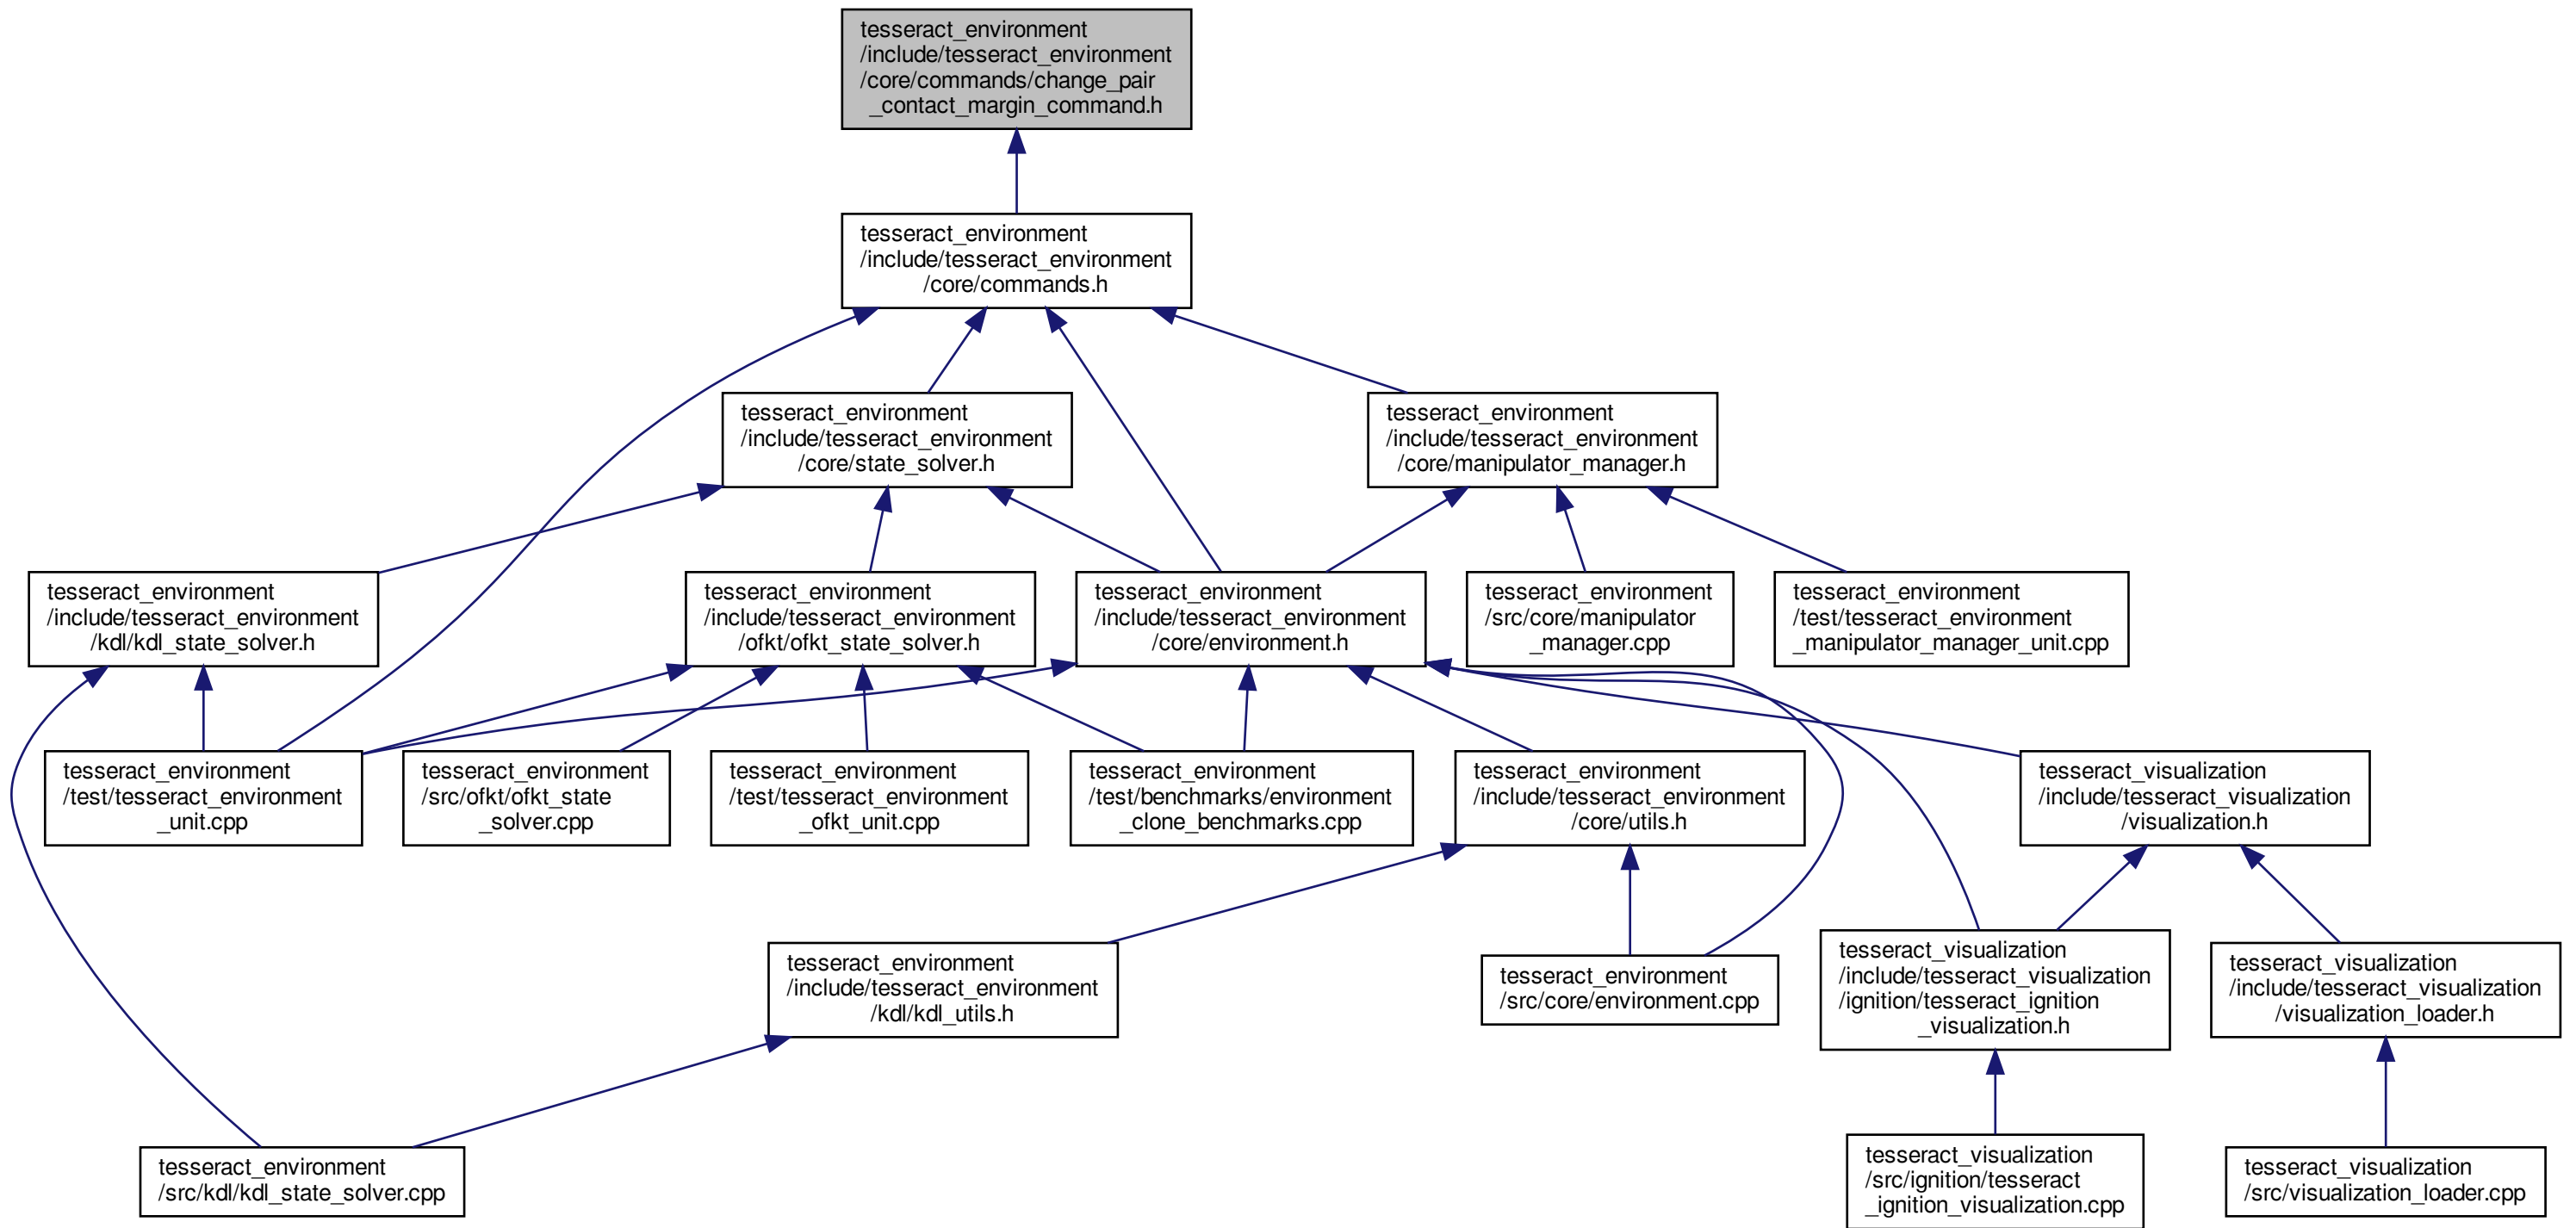 tesseract_environment
/include/tesseract_environment
/core/commands/change_pair
_contact_margin_command.h
tesseract_environment
/include/tesseract_environment
/core/commands.h
tesseract_environment
/include/tesseract_environment
/core/state_solver.h
tesseract_environment
/include/tesseract_environment
/core/manipulator_manager.h
tesseract_environment
/include/tesseract_environment
/kdl/kdl_state_solver.h
tesseract_environment
/include/tesseract_environment
/ofkt/ofkt_state_solver.h
tesseract_environment
/include/tesseract_environment
/core/environment.h
tesseract_environment
/src/core/manipulator
_manager.cpp
tesseract_environment
/test/tesseract_environment
_manipulator_manager_unit.cpp
tesseract_environment
/test/tesseract_environment
_unit.cpp
tesseract_environment
/src/ofkt/ofkt_state
_solver.cpp
tesseract_environment
/test/tesseract_environment
_ofkt_unit.cpp
tesseract_environment
/test/benchmarks/environment
_clone_benchmarks.cpp
tesseract_environment
/include/tesseract_environment
/core/utils.h
tesseract_visualization
/include/tesseract_visualization
/visualization.h
tesseract_environment
/include/tesseract_environment
/kdl/kdl_utils.h
tesseract_environment
/src/core/environment.cpp
tesseract_visualization
/include/tesseract_visualization
/ignition/tesseract_ignition
_visualization.h
tesseract_visualization
/include/tesseract_visualization
/visualization_loader.h
tesseract_environment
/src/kdl/kdl_state_solver.cpp
tesseract_visualization
/src/ignition/tesseract
_ignition_visualization.cpp
tesseract_visualization
/src/visualization_loader.cpp